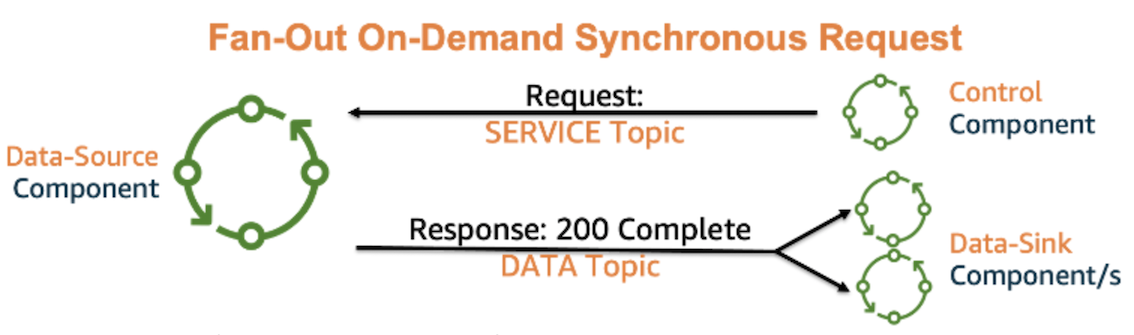 Fan-Out On-Demand Synchronous Request
Request:
SERVICE Topic
Control
Component
Data-Source
Component
Response: 200 Complete
DATA Topic
Data-Sink
Component/s